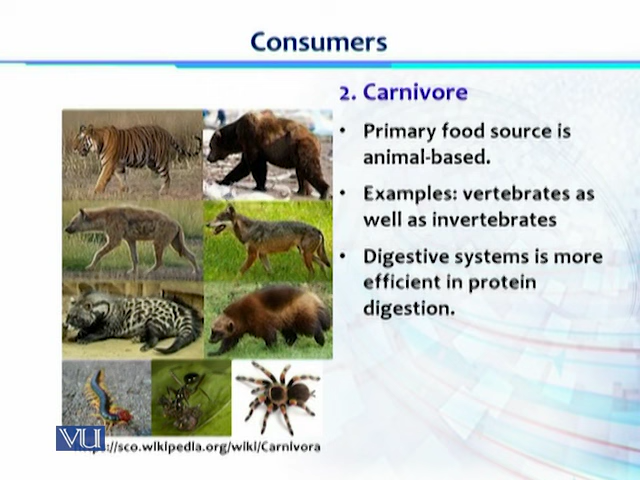 Consumers
2. Carnivore
• Primary food source is
animal-based.
• Examples: vertebrates as
well as invertebrates
• Digestive systems is more
efficient in protein
digestion.
VU
://sco.wikipedia.org/wiki/Carnivora